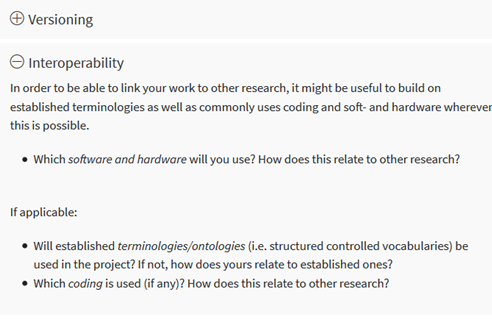 Versioning
Interoperability
In order to be able to link your work to other research, it might be useful to build on
established terminologies as well as commonly uses coding and soft- and hardware wherever
this is possible.
• Which software and hardware will you use? How does this relate to other research?
If applicable:
• Will established terminologies/ontologies (i.e. structured controlled vocabularies) be
used in the project? If not, how does yours relate to established ones?
• Which coding is used (if any)? How does this relate to other research?